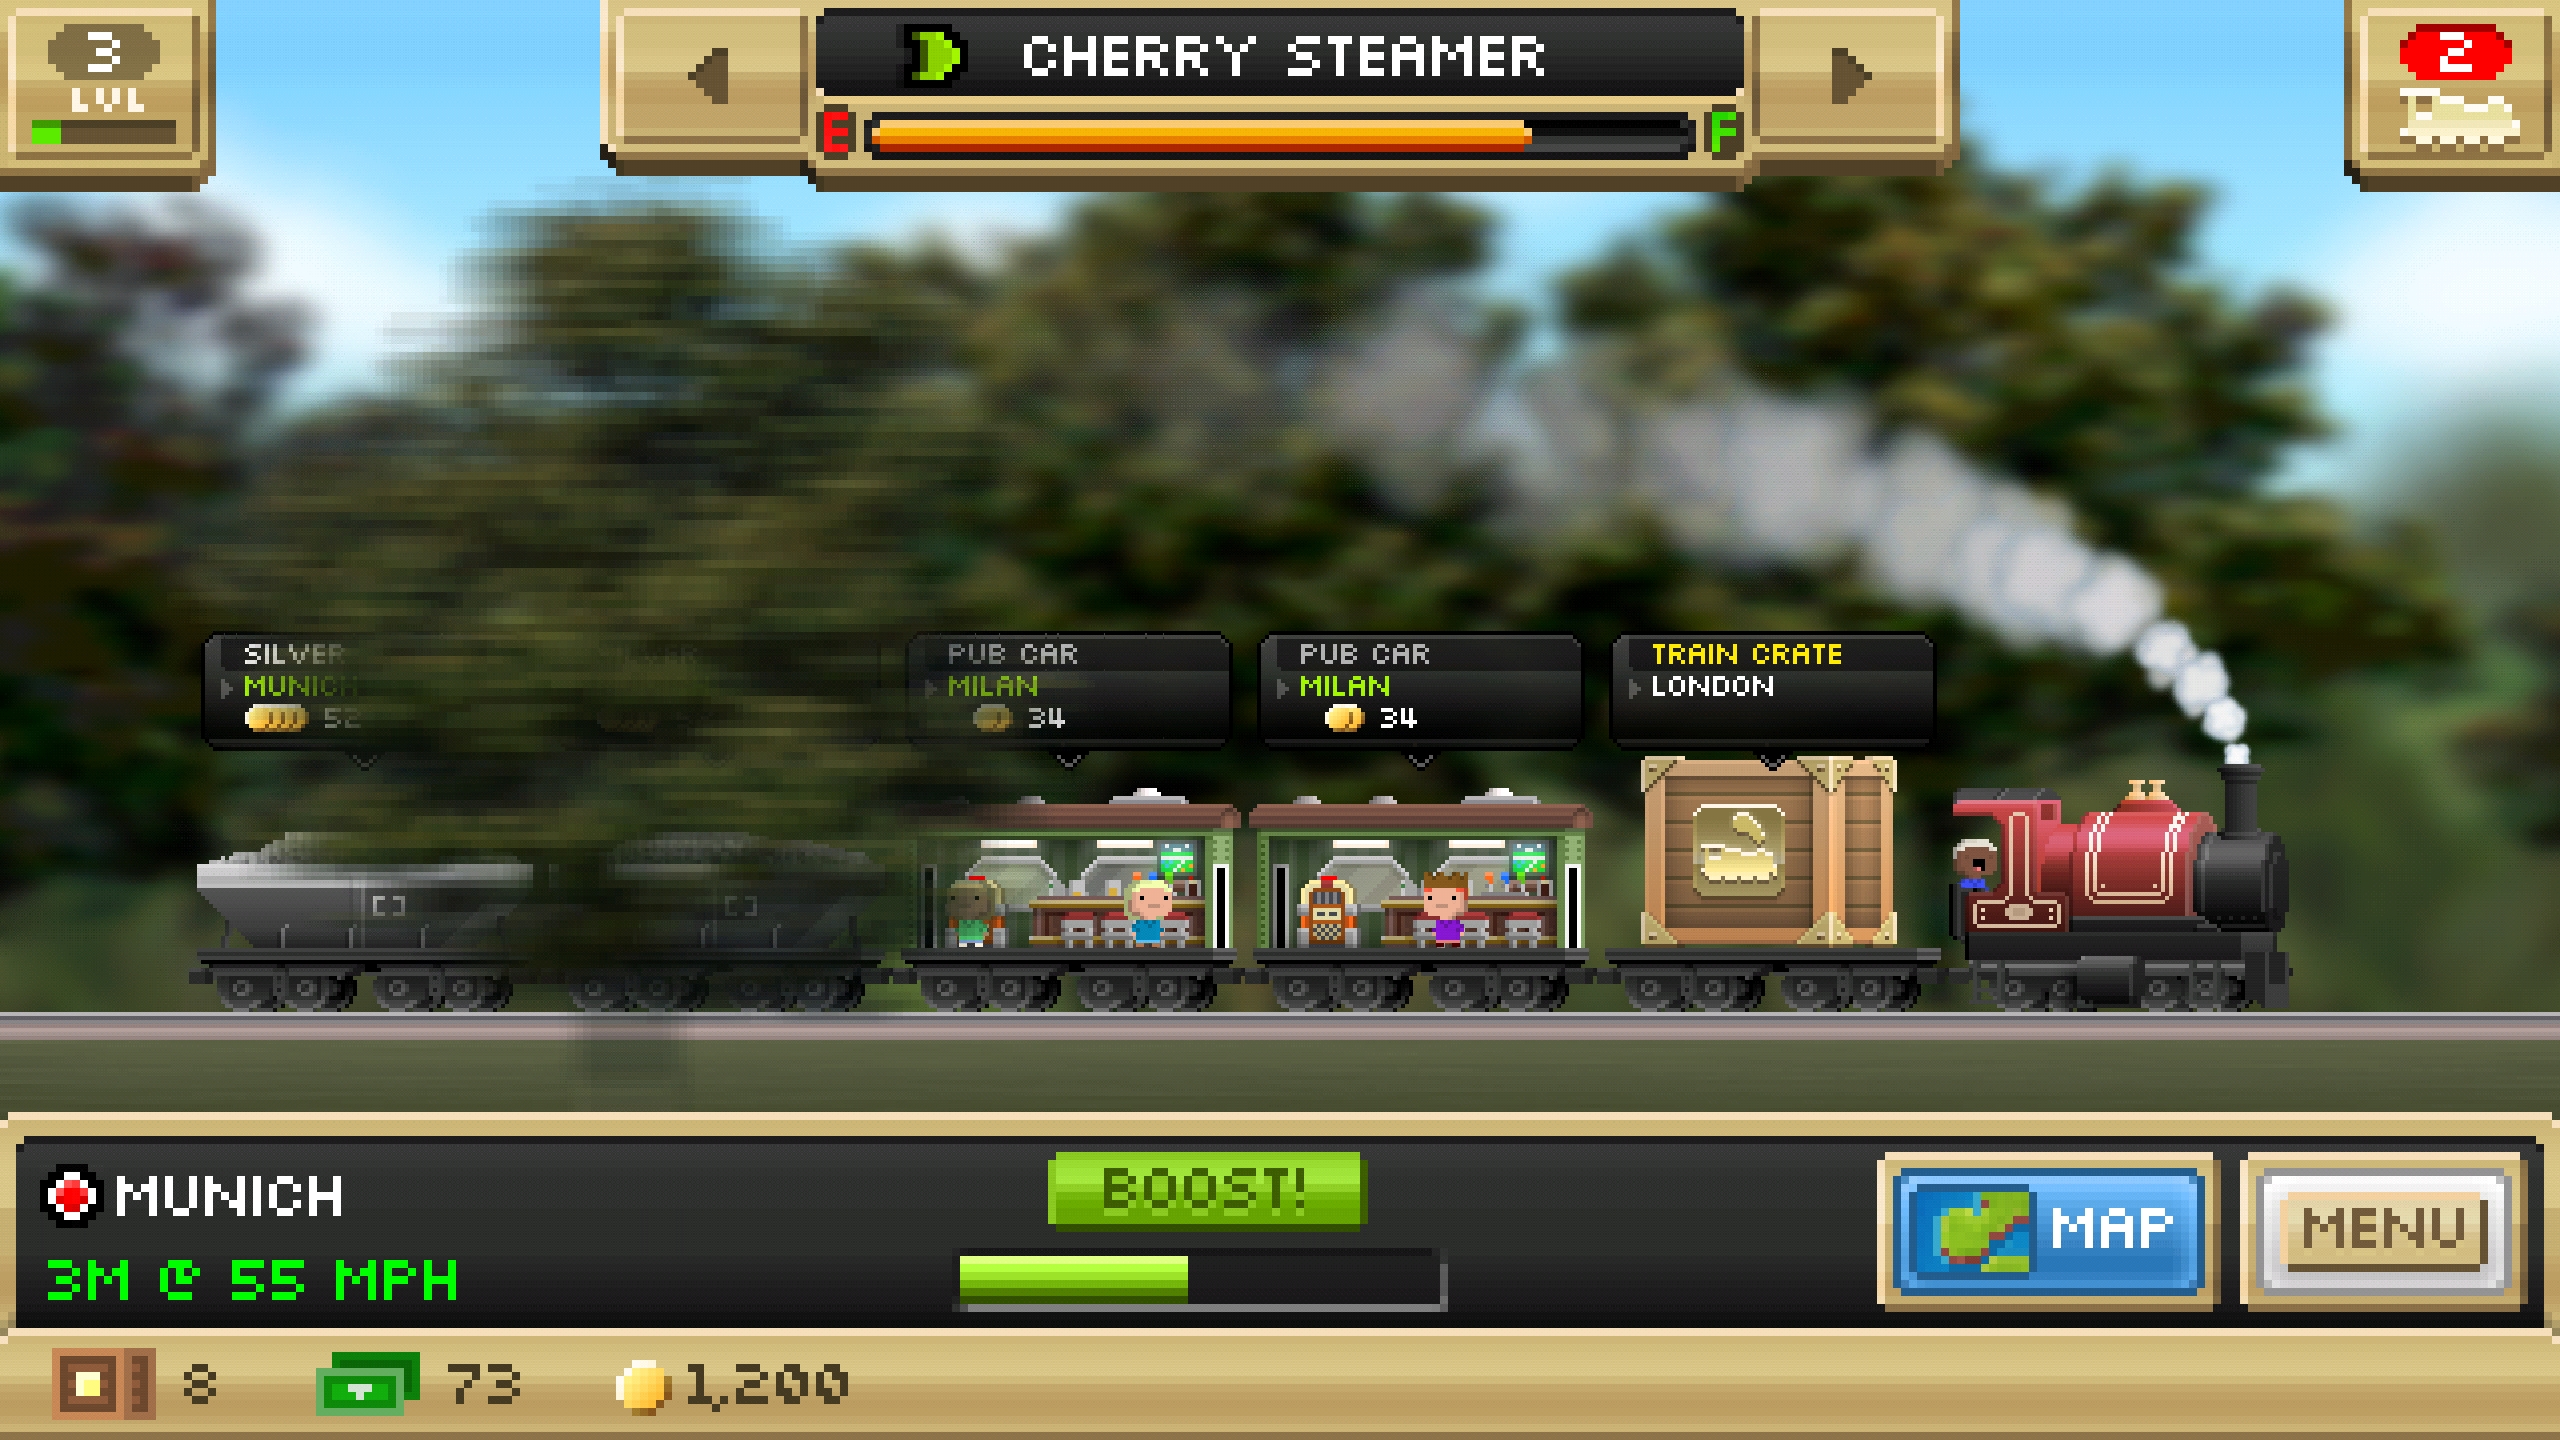 3
LVL
CHERRY STEAMER
E
F
2
SILVER
MUNICH
52
PUB CAR
MILAN
34
PUB CAR
MILAN
34
TRAIN CRATE
LONDON
MUNICH
3M @ 55 MPH
BOOST!
MAP
MENU
8
73
1,200